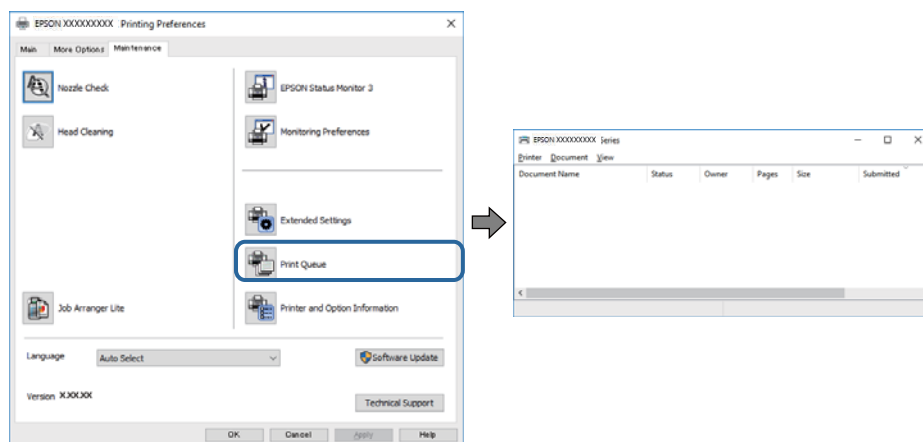 EPSON XXXXXXXXX Printing Preferences
Main More Options Maintenance
Nozzle Check
Head Cleaning
Job Arranger Lite
EPSON Status Monitor 3
Monitoring Preferences
Extended Settings
Print Queue
Printer and Option Information
Language Auto Select
Software Update
Version X.XX.XX
Technical Support
OK Cancel Apply Help
EPSON XXXXXXXXX Series
Printer Document View
Document Name Status Owner Pages Size Submitted